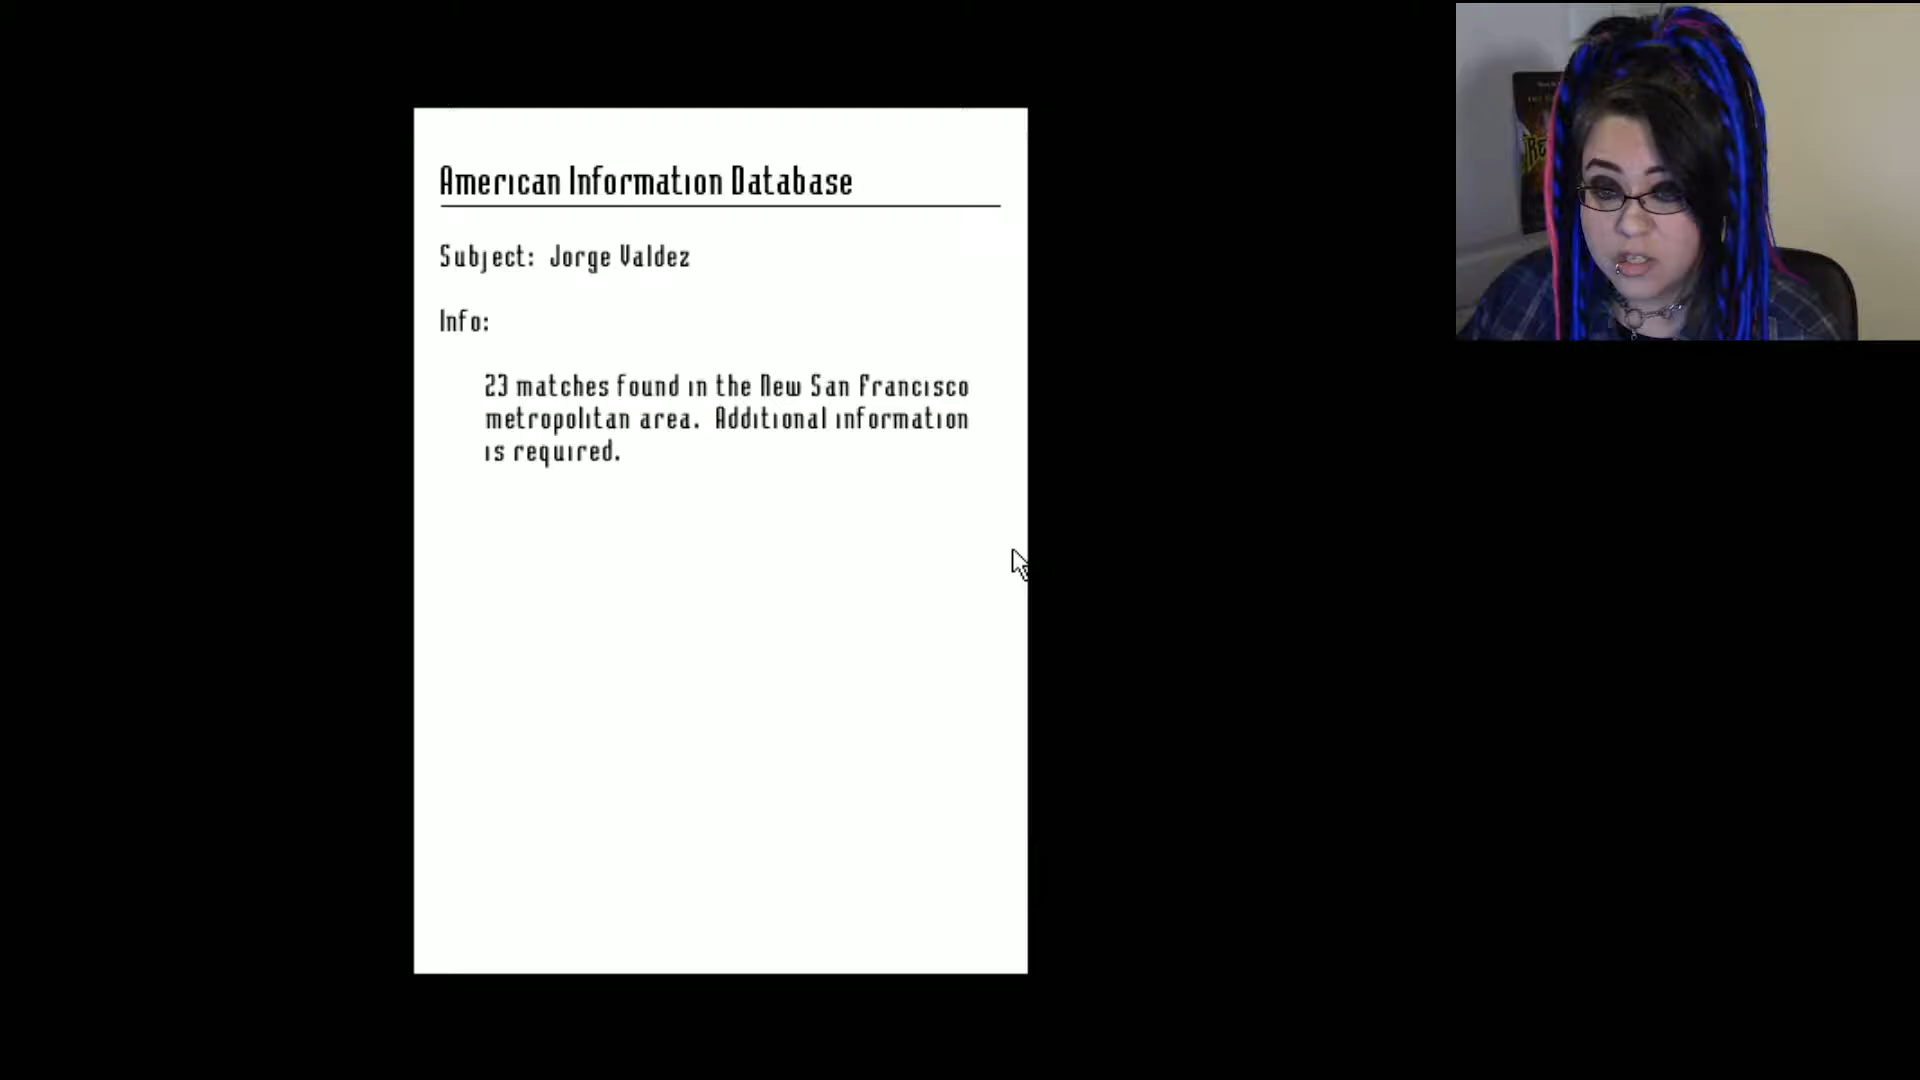 American Information Database
Subject: Jorge Valdez
Info:
23 matches found in the New San Francisco
metropolitan area. Additional information
is required.